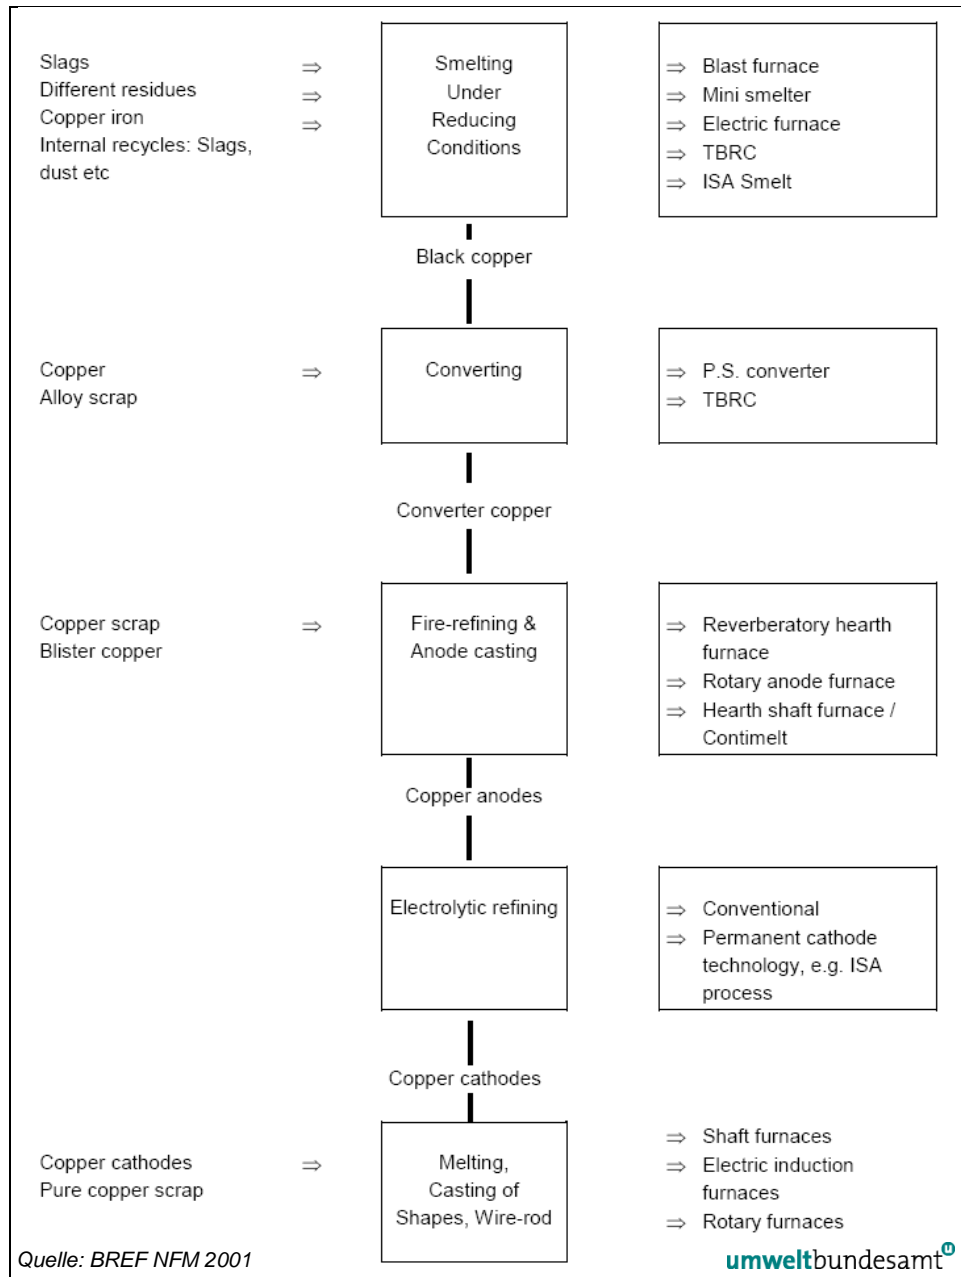 Slags ⇒
Different residues ⇒
Copper iron ⇒
Internal recycles: Slags,
dust etc
Smelting
Under
Reducing
Conditions
⇒ Blast furnace
⇒ Mini smelter
⇒ Electric furnace
⇒ TBRC
⇒ ISA Smelt
Black copper
Copper ⇒
Alloy scrap
Converting
⇒ P.S. converter
⇒ TBRC
Converter copper
Copper scrap ⇒
Blister copper
Fire-refining &
Anode casting
⇒ Reverberatory hearth
furnace
⇒ Rotary anode furnace
⇒ Hearth shaft furnace /
Contimelt
Copper anodes
Electrolytic refining
⇒ Conventional
⇒ Permanent cathode
technology, e.g. ISA
process
Copper cathodes
Copper cathodes ⇒
Pure copper scrap
Melting,
Casting of
Shapes, Wire-rod
⇒ Shaft furnaces
⇒ Electric induction
furnaces
⇒ Rotary furnaces
Quelle: BREF NFM 2001
umweltbundesamt u